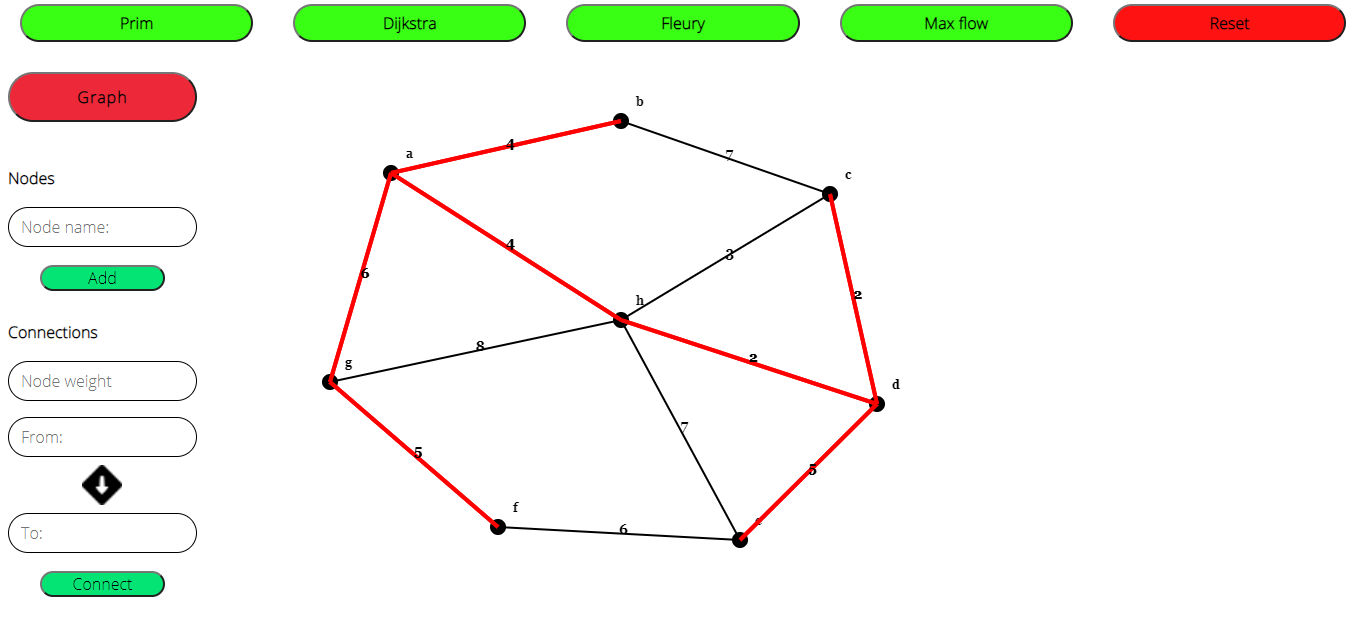 Prim Dijkstra Fleury Max flow Reset
Graph
b
4
a
7
c
Nodes
Node name:
4
3
6
Add
2
h
Connections
8
g
2
Node weight
d
From:
7
5
5
f
To:
6
e
Connect